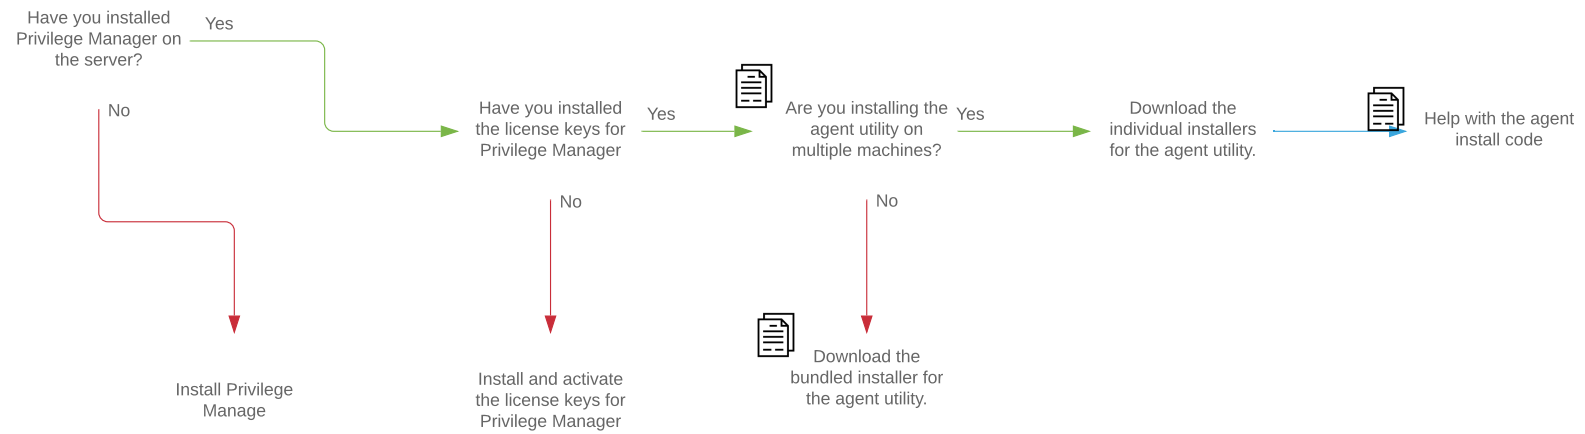 Have you installed
Privilege Manager on
the server?
Yes
No
Have you installed
the license keys for
Privilege Manager
Yes
No
Are you installing the
agent utility on
multiple machines?
Yes
No
Download the
individual installers
for the agent utility.
Help with the agent
install code
Install Privilege
Manage
Install and activate
the license keys for
Privilege Manager
Download the
bundled installer for
the agent utility.